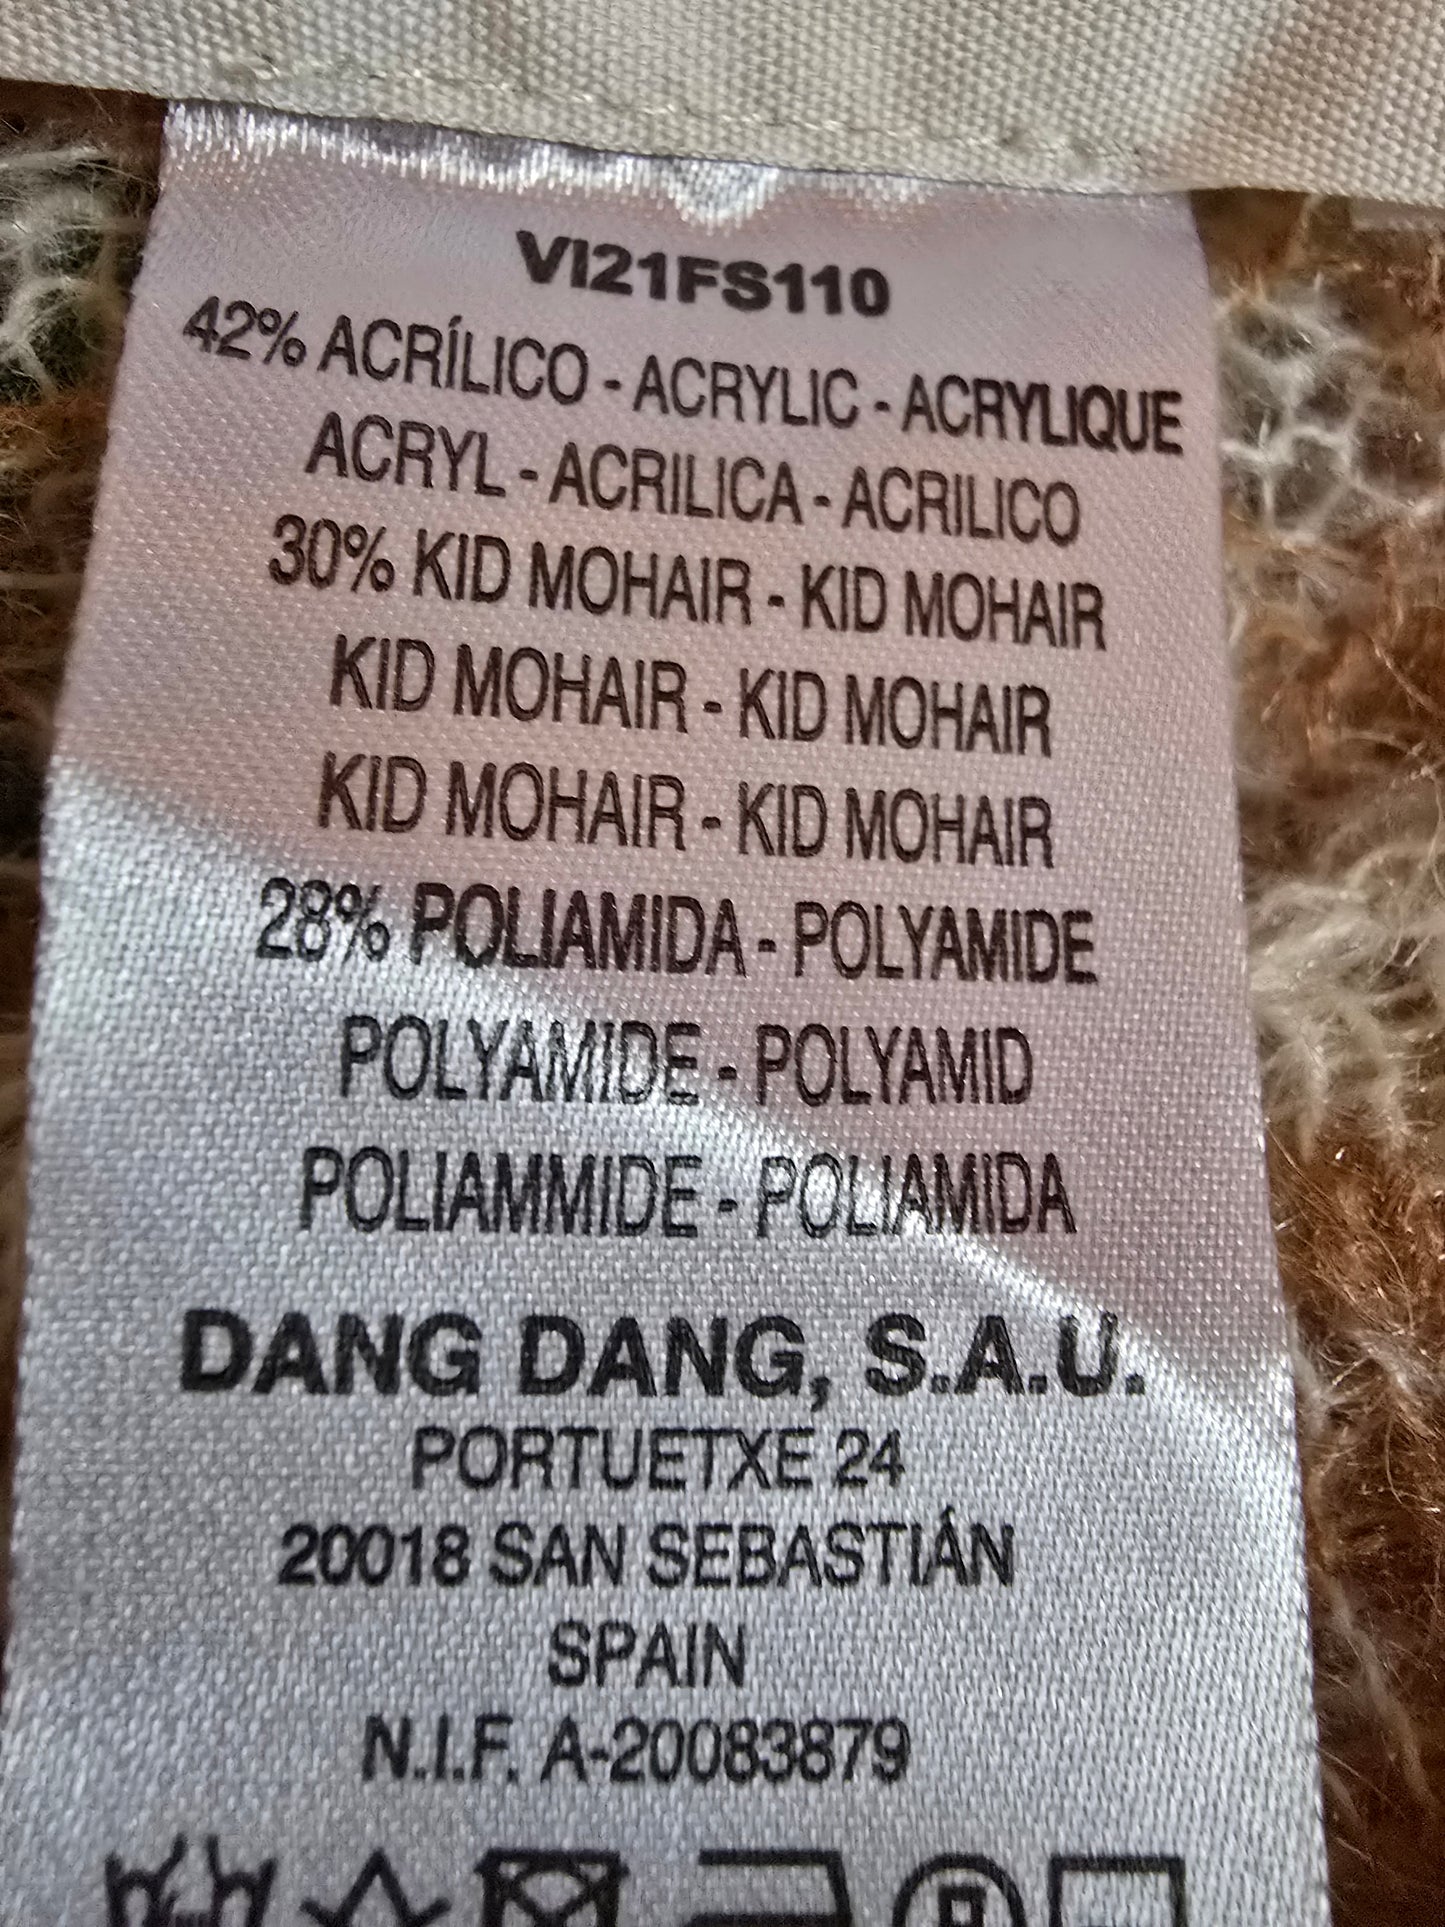 VI21FS110
42% ACRÍLICO - ACRYLIC - ACRYLIQUE
ACRYL - ACRILICA - ACRILICO
30% KID MOHAIR - KID MOHAIR
KID MOHAIR - KID MOHAIR
KID MOHAIR - KID MOHAIR
28% POLIAMIDA - POLYAMIDE
POLYAMIDE - POLYAMID
POLIAMMIDE - POLIAMIDA
DANG DANG, S.A.U.
PORTUETXE 24
20018 SAN SEBASTIÁN
SPAIN
N.I.F. A-20083879